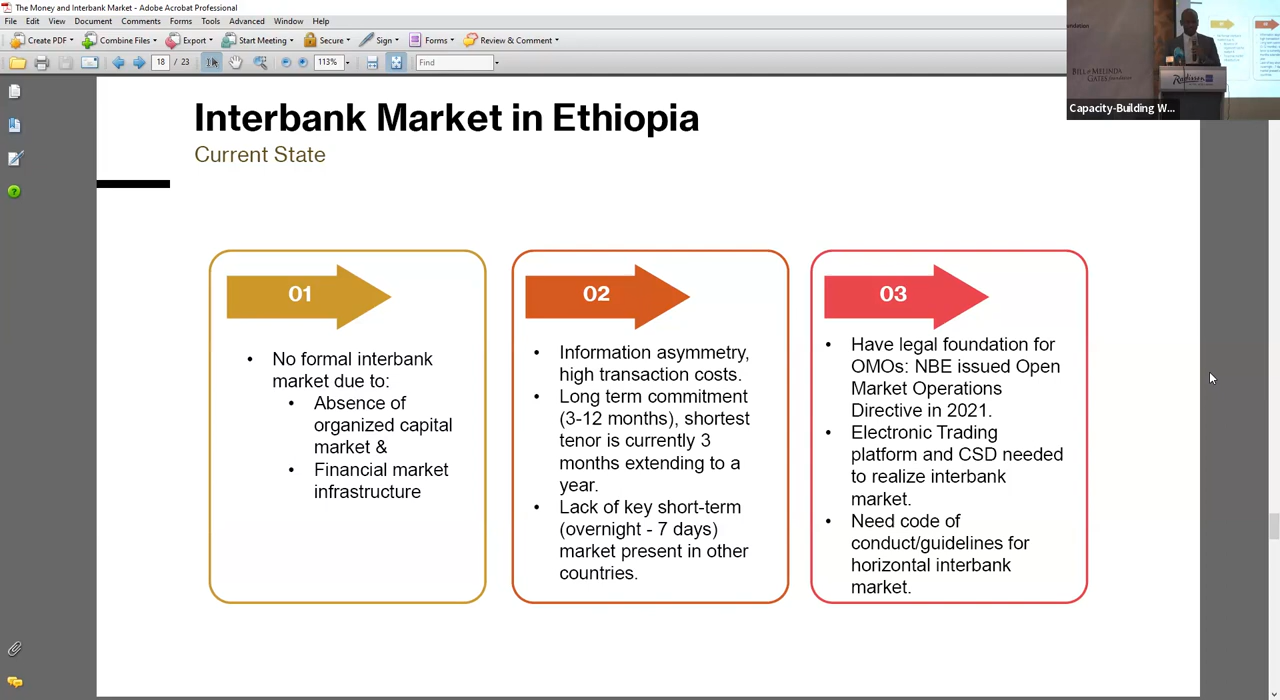 The Money and Interbank Market - Adobe Acrobat Professional
File Edit View Document Comments Forms Tools Advanced Window Help
Create PDF Combine Files Export Start Meeting Secure Sign Forms Review & Comment
18 / 23 113% Find
BILL & MELINDA
GATES foundation
Radisson
Capacity-Building W...
Interbank Market in Ethiopia
Current State
01
• No formal interbank
market due to:
• Absence of
organized capital
market &
• Financial market
infrastructure
02
• Information asymmetry,
high transaction costs.
• Long term commitment
(3-12 months), shortest
tenor is currently 3
months extending to a
year.
• Lack of key short-term
(overnight - 7 days)
market present in other
countries.
03
• Have legal foundation for
OMOs: NBE issued Open
Market Operations
Directive in 2021.
• Electronic Trading
platform and CSD needed
to realize interbank
market.
• Need code of
conduct/guidelines for
horizontal interbank
market.